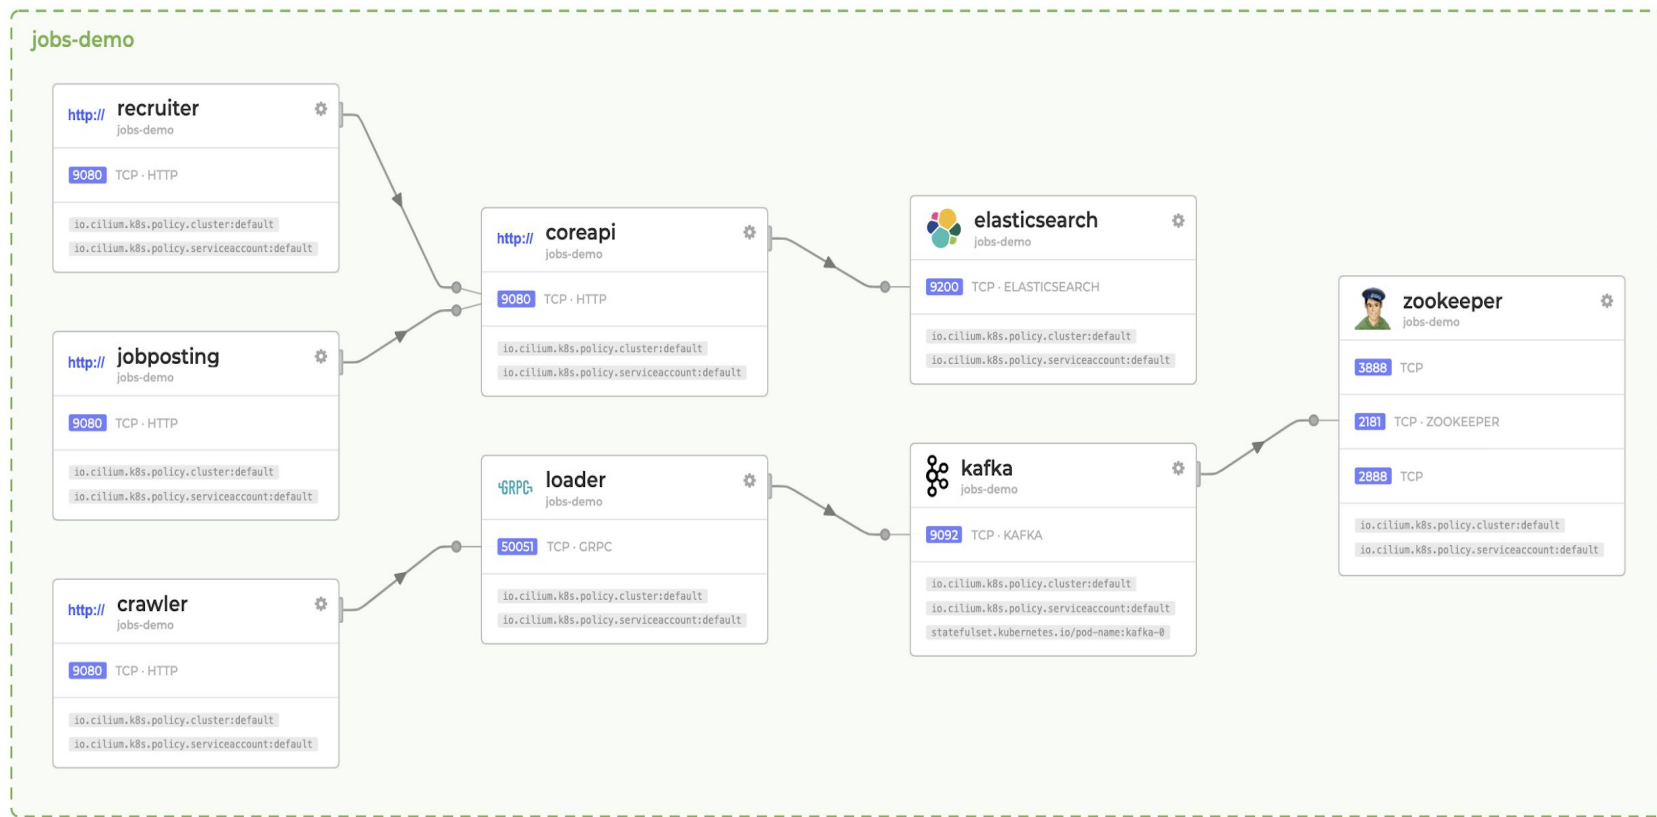 jobs-demo
http:// recruiter
jobs-demo
9080 TCP · HTTP
io.cilium.k8s.policy.cluster:default
io.cilium.k8s.policy.serviceaccount:default
http:// jobposting
jobs-demo
9080 TCP · HTTP
io.cilium.k8s.policy.cluster:default
io.cilium.k8s.policy.serviceaccount:default
http:// crawler
jobs-demo
9080 TCP · HTTP
io.cilium.k8s.policy.cluster:default
io.cilium.k8s.policy.serviceaccount:default
http:// coreapi
jobs-demo
9080 TCP · HTTP
io.cilium.k8s.policy.cluster:default
io.cilium.k8s.policy.serviceaccount:default
GRPC loader
jobs-demo
50051 TCP · GRPC
io.cilium.k8s.policy.cluster:default
io.cilium.k8s.policy.serviceaccount:default
elasticsearch
jobs-demo
9200 TCP · ELASTICSEARCH
io.cilium.k8s.policy.cluster:default
io.cilium.k8s.policy.serviceaccount:default
kafka
jobs-demo
9092 TCP · KAFKA
io.cilium.k8s.policy.cluster:default
io.cilium.k8s.policy.serviceaccount:default
statefulset.kubernetes.io/pod-name:kafka-0
zookeeper
jobs-demo
3888 TCP
2181 TCP · ZOOKEEPER
2888 TCP
io.cilium.k8s.policy.cluster:default
io.cilium.k8s.policy.serviceaccount:default